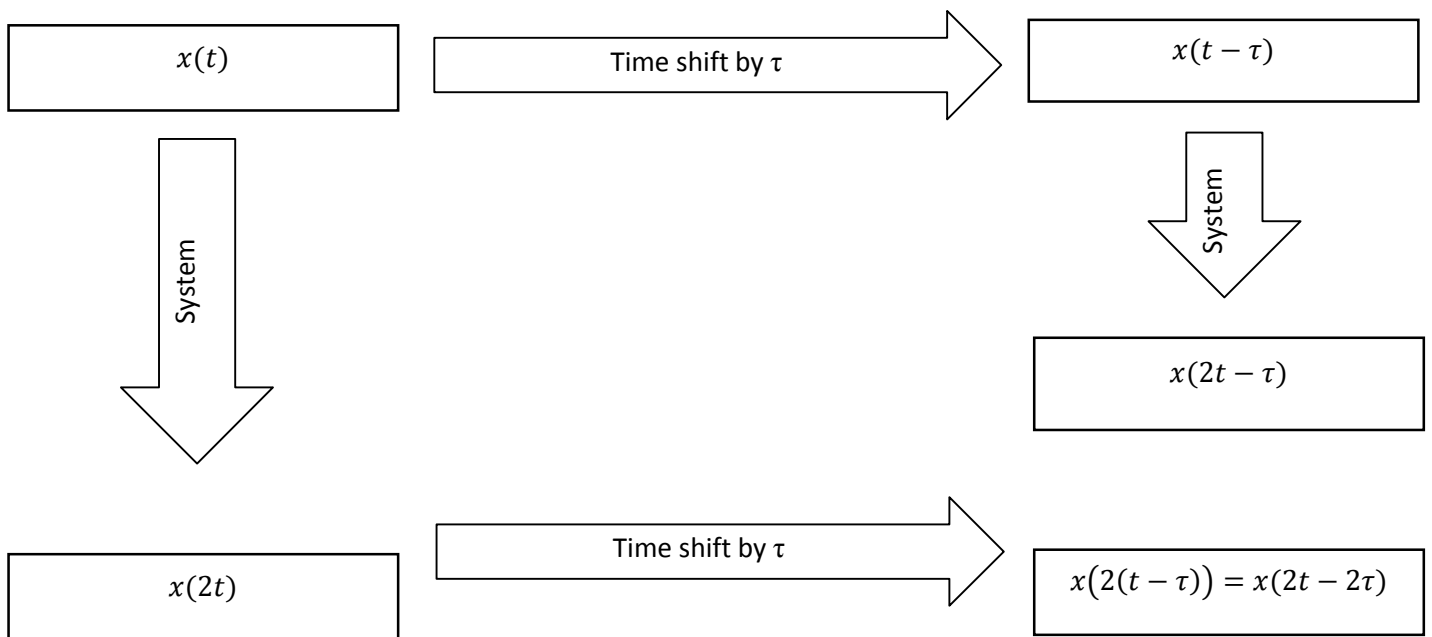 x(t)
Time shift by τ
x(t − τ)
System
System
x(2t − τ)
x(2t)
Time shift by τ
x(2(t − τ)) = x(2t − 2τ)